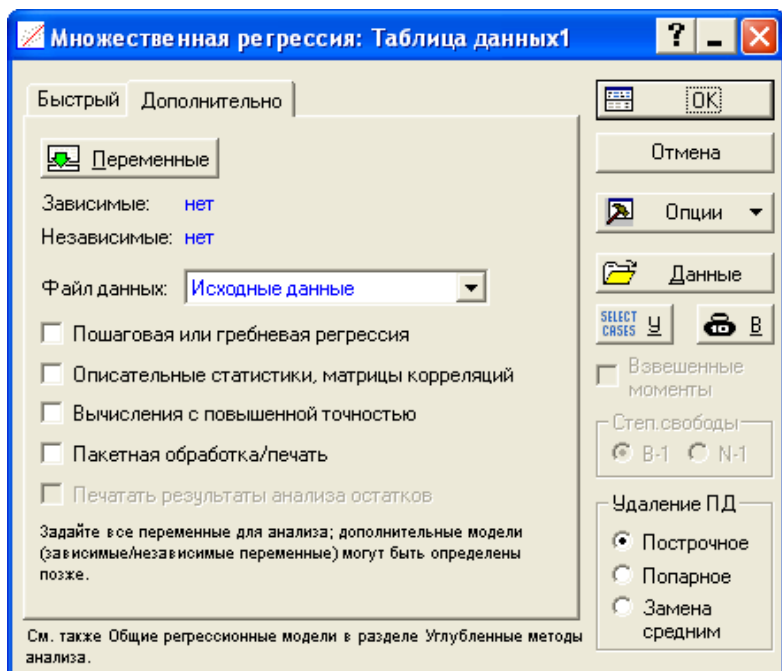 Множественная регрессия: Таблица данных1
Быстрый Дополнительно
Переменные
Зависимые: нет
Независимые: нет
Файл данных: Исходные данные
Пошаговая или гребневая регрессия
Описательные статистики, матрицы корреляций
Вычисления с повышенной точностью
Пакетная обработка/печать
Печатать результаты анализа остатков
Задайте все переменные для анализа; дополнительные модели
(зависимые/независимые переменные) могут быть определены
позже.
См. также Общие регрессионные модели в разделе Углубленные методы
анализа.
OK
Отмена
Опции
Данные
SELECT
CASES У В
Взвешенные
моменты
Степ.свободы
В-1 N-1
Удаление ПД
Построчное
Попарное
Замена
средним